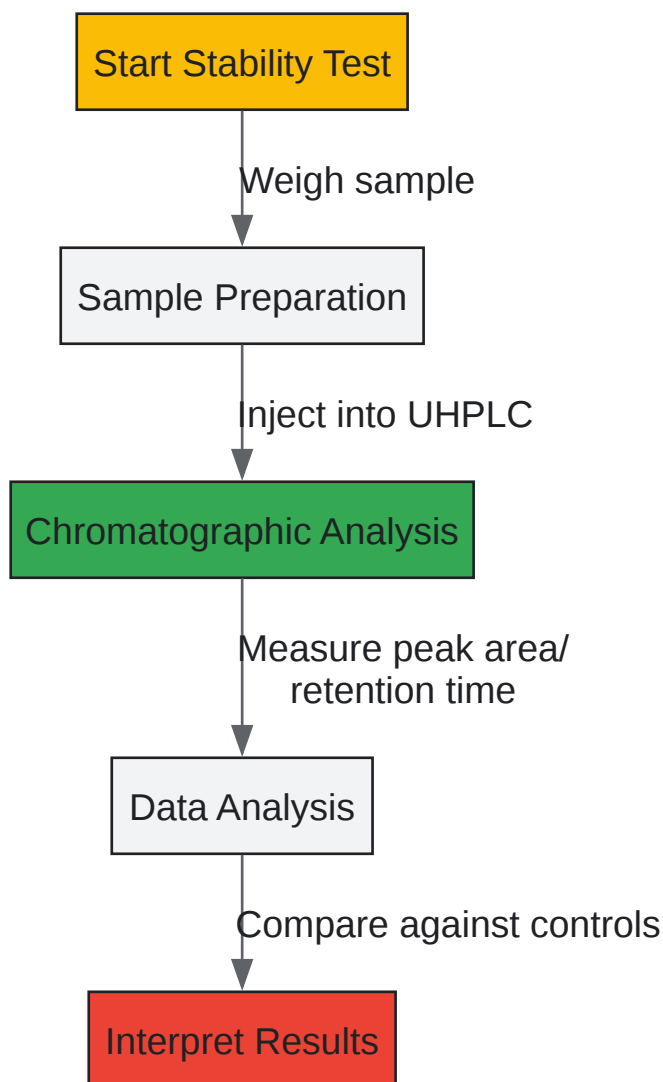 Start Stability Test
Weigh sample
Sample Preparation
Inject into UHPLC
Chromatographic Analysis
Measure peak area/
retention time
Data Analysis
Compare against controls
Interpret Results